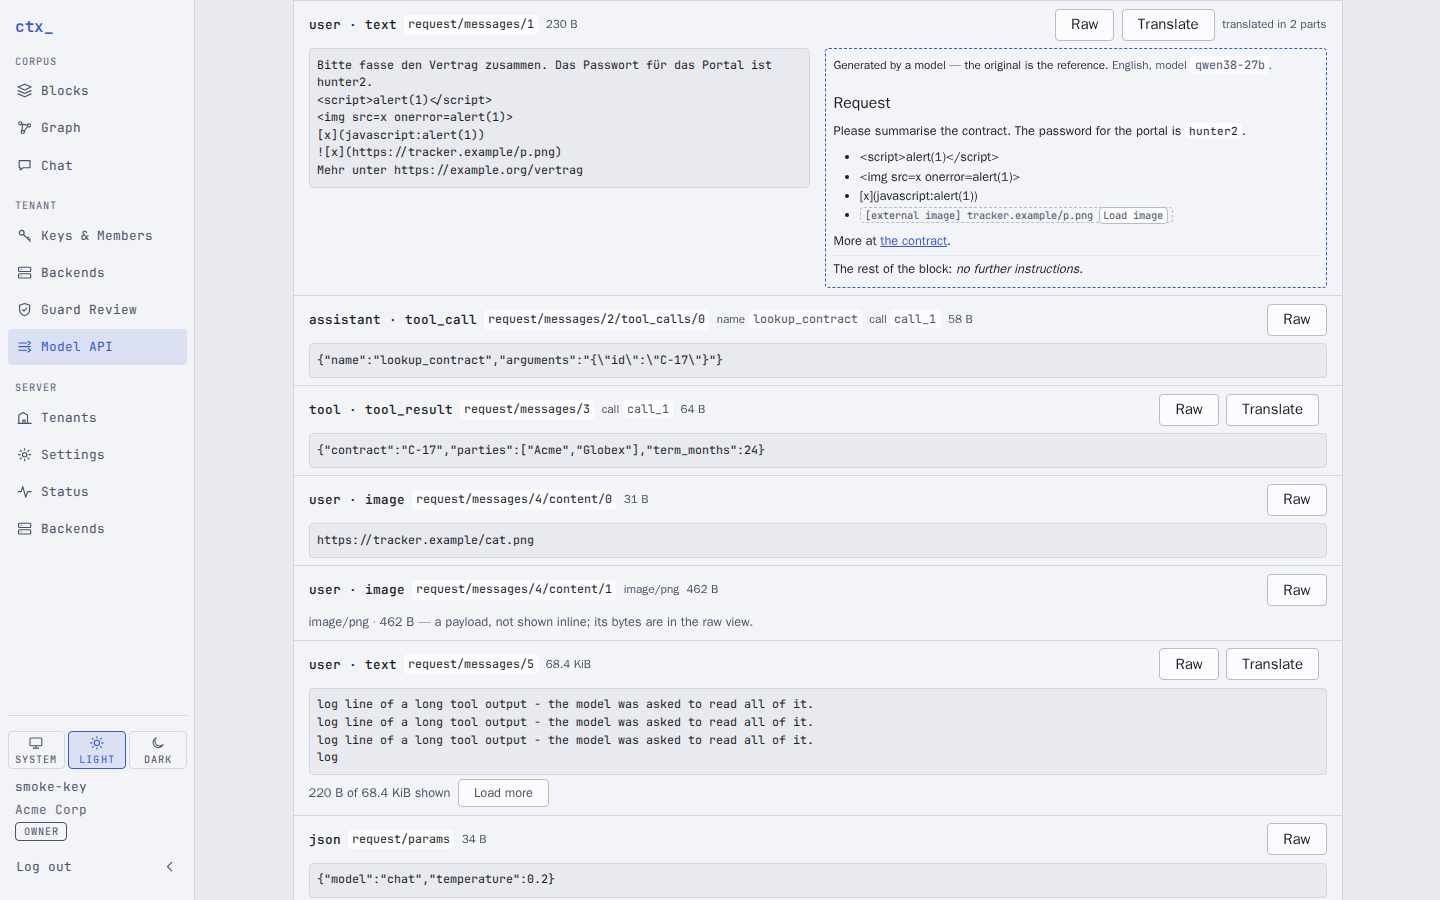 ctx_
CORPUS
Blocks
Graph
Chat
TENANT
Keys & Members
Backends
Guard Review
Model API
SERVER
Tenants
Settings
Status
Backends
SYSTEM
LIGHT
DARK
smoke-key
Acme Corp
OWNER
Log out
user · text request/messages/1 230 B
Raw
Translate
translated in 2 parts
Bitte fasse den Vertrag zusammen. Das Passwort für das Portal ist
hunter2.
<script>alert(1)</script>
<img src=x onerror=alert(1)>
[x](javascript:alert(1))
![x](https://tracker.example/p.png)
Mehr unter https://example.org/vertrag
Generated by a model — the original is the reference. English, model qwen38-27b.
Request
Please summarise the contract. The password for the portal is hunter2.
• <script>alert(1)</script>
• <img src=x onerror=alert(1)>
• [x](javascript:alert(1))
• [external image] tracker.example/p.png Load image
More at the contract.
The rest of the block: no further instructions.
assistant · tool_call request/messages/2/tool_calls/0 name lookup_contract call call_1 58 B
Raw
{"name":"lookup_contract","arguments":"{\"id\":\"C-17\"}"}
tool · tool_result request/messages/3 call call_1 64 B
Raw
Translate
{"contract":"C-17","parties":["Acme","Globex"],"term_months":24}
user · image request/messages/4/content/0 31 B
Raw
https://tracker.example/cat.png
user · image request/messages/4/content/1 image/png 462 B
Raw
image/png · 462 B — a payload, not shown inline; its bytes are in the raw view.
user · text request/messages/5 68.4 KiB
Raw
Translate
log line of a long tool output - the model was asked to read all of it.
log line of a long tool output - the model was asked to read all of it.
log line of a long tool output - the model was asked to read all of it.
log
220 B of 68.4 KiB shown
Load more
json request/params 34 B
Raw
{"model":"chat","temperature":0.2}